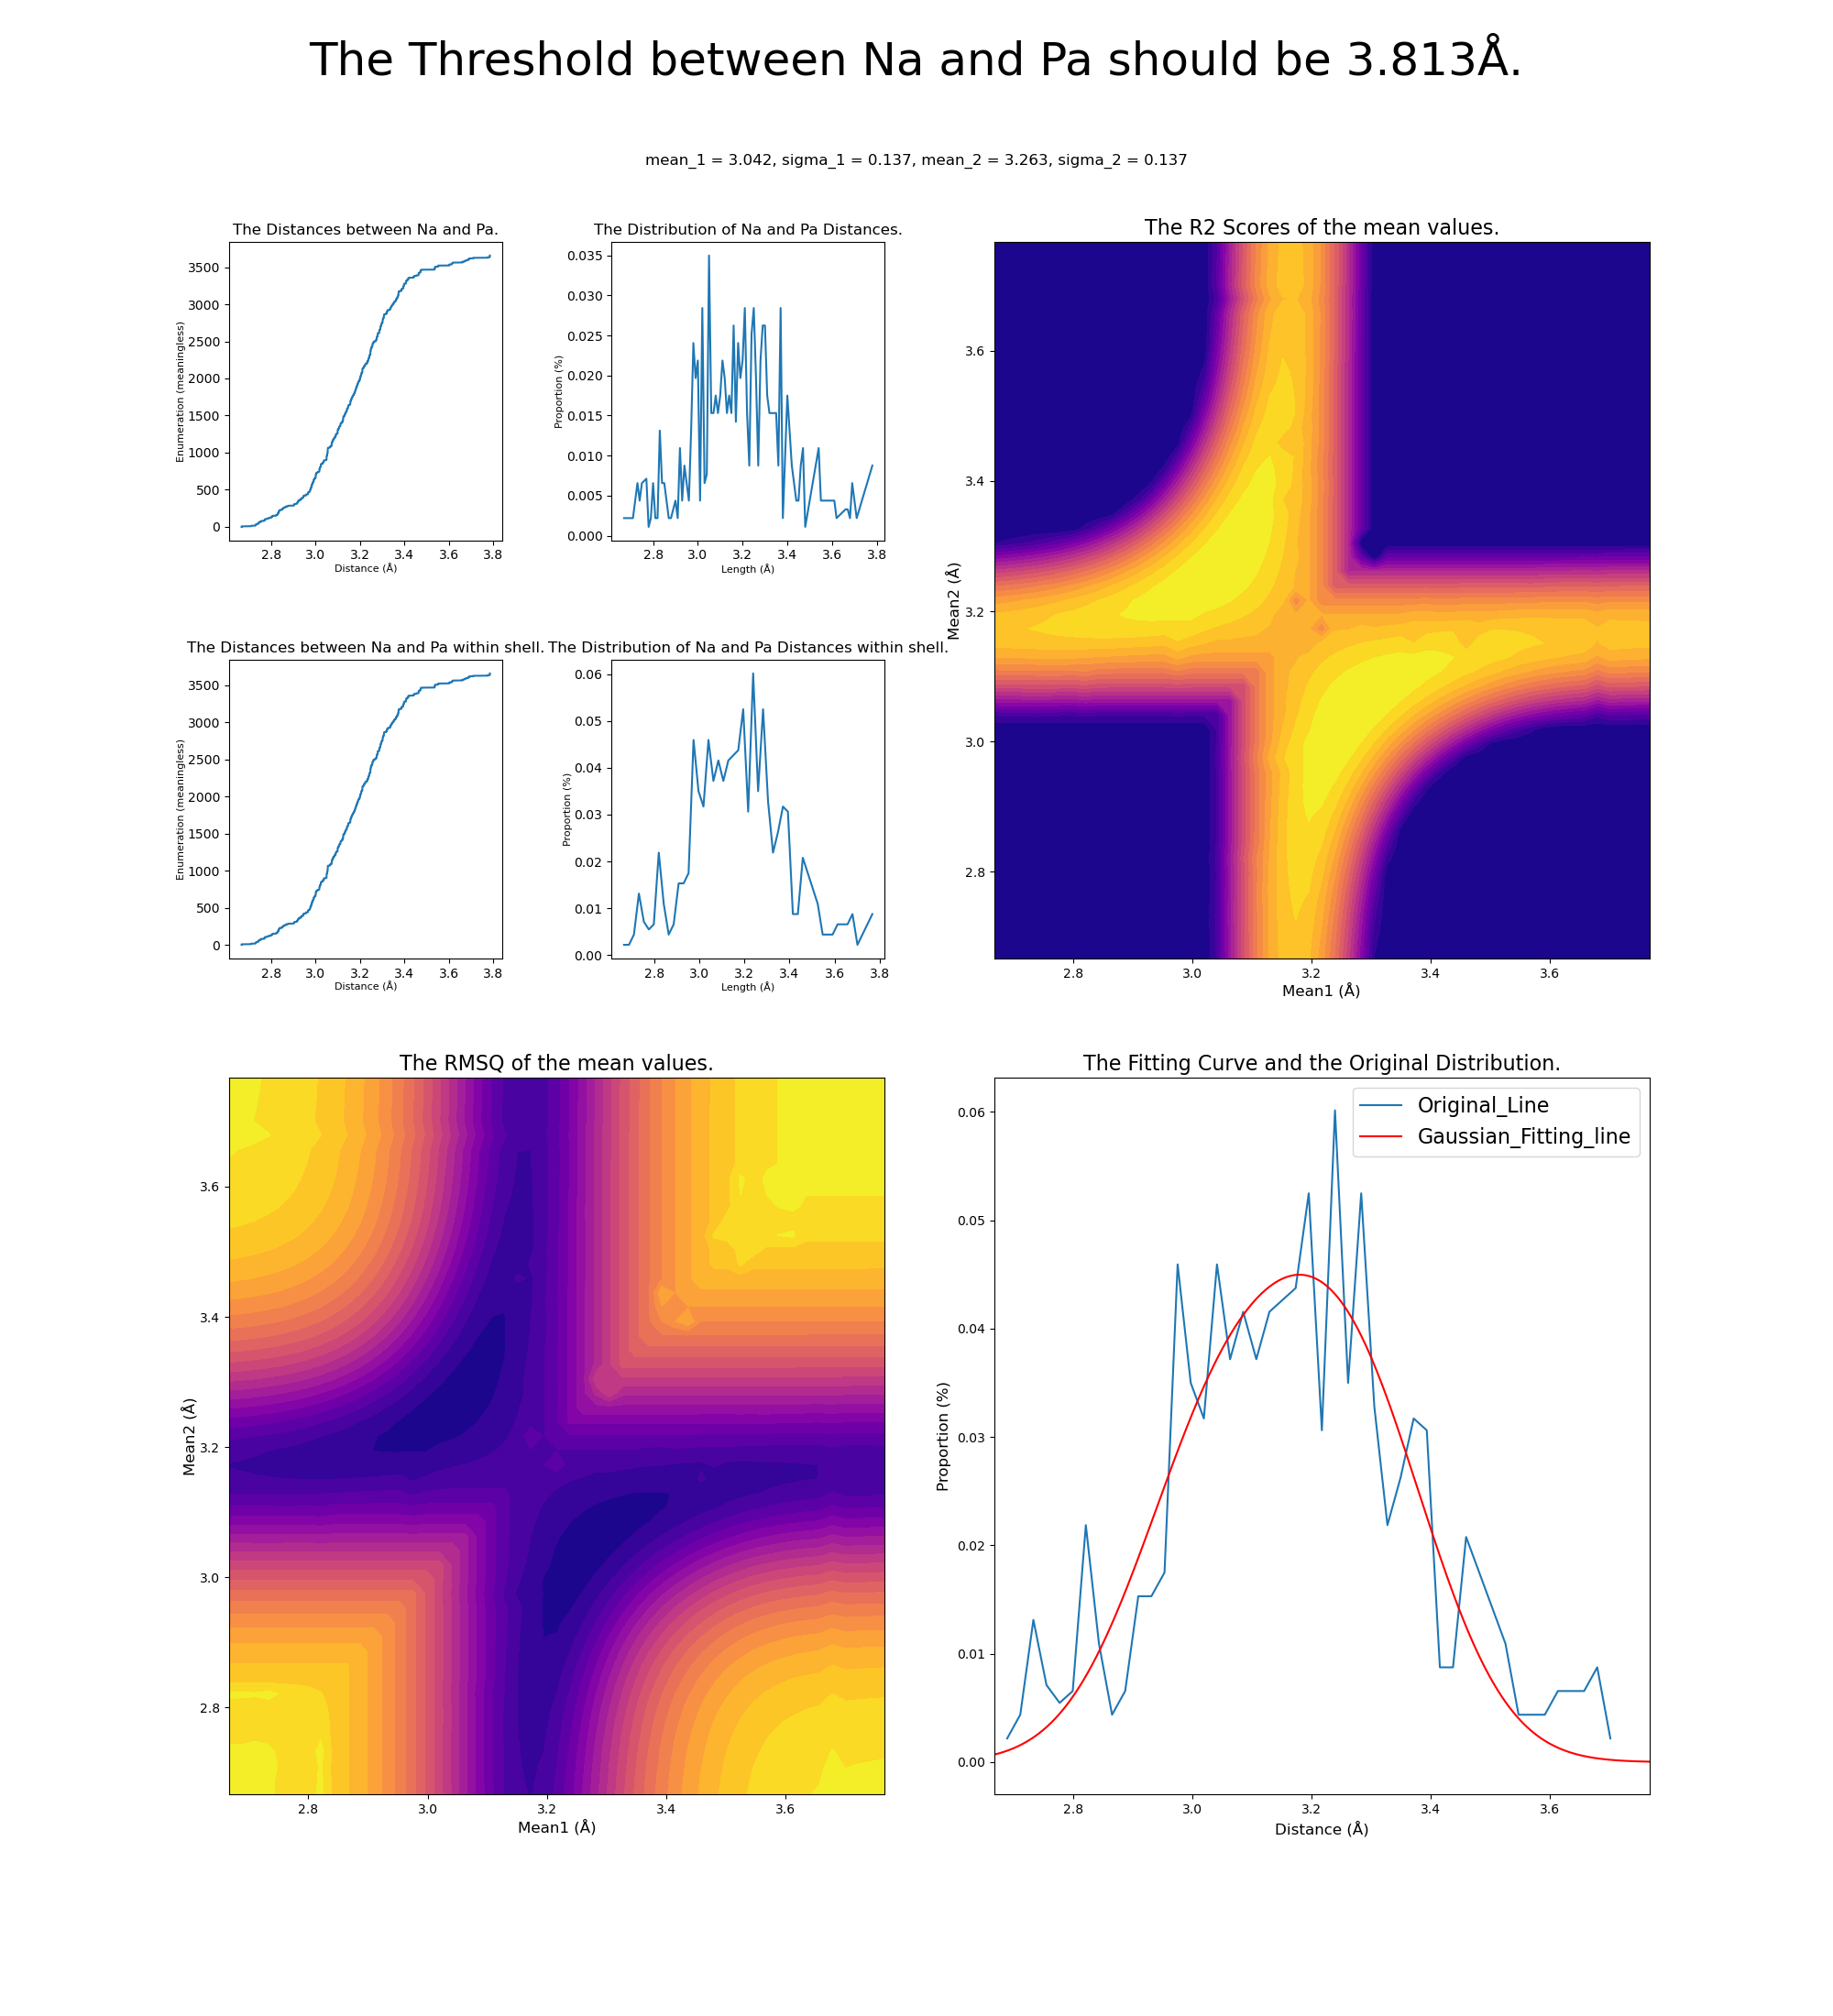 The Threshold between Na and Pa should be 3.813Å.
mean_1 = 3.042, sigma_1 = 0.137, mean_2 = 3.263, sigma_2 = 0.137
The Distances between Na and Pa.
3500
3000
2500
2000
1500
1000
500
0
Enumeration (meaningless)
2.8 3.0 3.2 3.4 3.6 3.8
Distance (Å)
The Distribution of Na and Pa Distances.
0.035
0.030
0.025
0.020
0.015
0.010
0.005
0.000
Proportion (%)
2.8 3.0 3.2 3.4 3.6 3.8
Length (Å)
The R2 Scores of the mean values.
3.6
3.4
3.2
3.0
2.8
Mean2 (Å)
2.8 3.0 3.2 3.4 3.6
Mean1 (Å)
The Distances between Na and Pa within shell.
3500
3000
2500
2000
1500
1000
500
0
Enumeration (meaningless)
2.8 3.0 3.2 3.4 3.6 3.8
Distance (Å)
The Distribution of Na and Pa Distances within shell.
0.06
0.05
0.04
0.03
0.02
0.01
0.00
Proportion (%)
2.8 3.0 3.2 3.4 3.6 3.8
Length (Å)
The RMSQ of the mean values.
3.6
3.4
3.2
3.0
2.8
Mean2 (Å)
2.8 3.0 3.2 3.4 3.6
Mean1 (Å)
The Fitting Curve and the Original Distribution.
Original_Line
Gaussian_Fitting_line
0.06
0.05
0.04
0.03
0.02
0.01
0.00
Proportion (%)
2.8 3.0 3.2 3.4 3.6
Distance (Å)